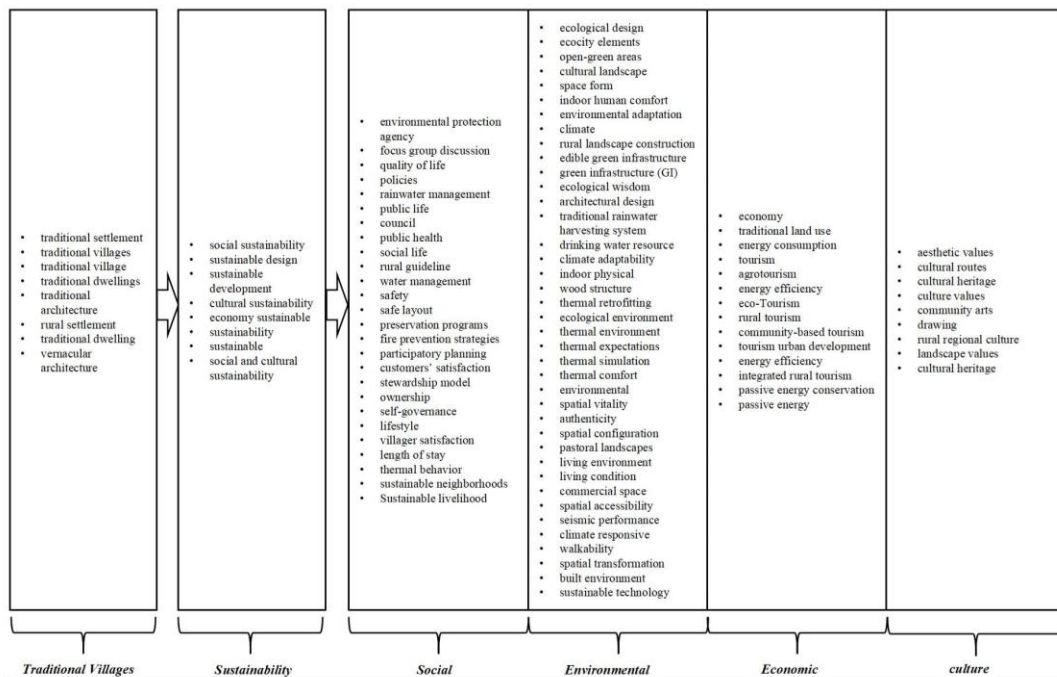 • traditional settlement
• traditional villages
• traditional village
• traditional dwellings
• traditional
architecture
• rural settlement
• traditional dwelling
• vernacular
architecture
• social sustainability
• sustainable design
• sustainable
development
• cultural sustainability
• economy sustainable
• sustainability
• sustainable
• social and cultural
sustainability
• environmental protection
agency
• focus group discussion
• quality of life
• policies
• rainwater management
• public life
• council
• public health
• social life
• rural guideline
• water management
• safety
• safe layout
• preservation programs
• fire prevention strategies
• participatory planning
• customers’ satisfaction
• stewardship model
• ownership
• self-governance
• lifestyle
• villager satisfaction
• length of stay
• thermal behavior
• sustainable neighborhoods
• Sustainable livelihood
• ecological design
• ecocity elements
• open-green areas
• cultural landscape
• space form
• indoor human comfort
• environmental adaptation
• climate
• rural landscape construction
• edible green infrastructure
• green infrastructure (GI)
• ecological wisdom
• architectural design
• traditional rainwater
harvesting system
• drinking water resource
• climate adaptability
• indoor physical
• wood structure
• thermal retrofitting
• ecological environment
• thermal environment
• thermal expectations
• thermal simulation
• thermal comfort
• environmental
• spatial vitality
• authenticity
• spatial configuration
• pastoral landscapes
• living environment
• living condition
• commercial space
• spatial accessibility
• seismic performance
• climate responsive
• walkability
• spatial transformation
• built environment
• sustainable technology
• economy
• traditional land use
• energy consumption
• tourism
• agrotourism
• energy efficiency
• eco-Tourism
• rural tourism
• community-based tourism
• tourism urban development
• energy efficiency
• integrated rural tourism
• passive energy conservation
• passive energy
• aesthetic values
• cultural routes
• cultural heritage
• culture values
• community arts
• drawing
• rural regional culture
• landscape values
• cultural heritage
Traditional Villages
Sustainability
Social
Environmental
Economic
culture